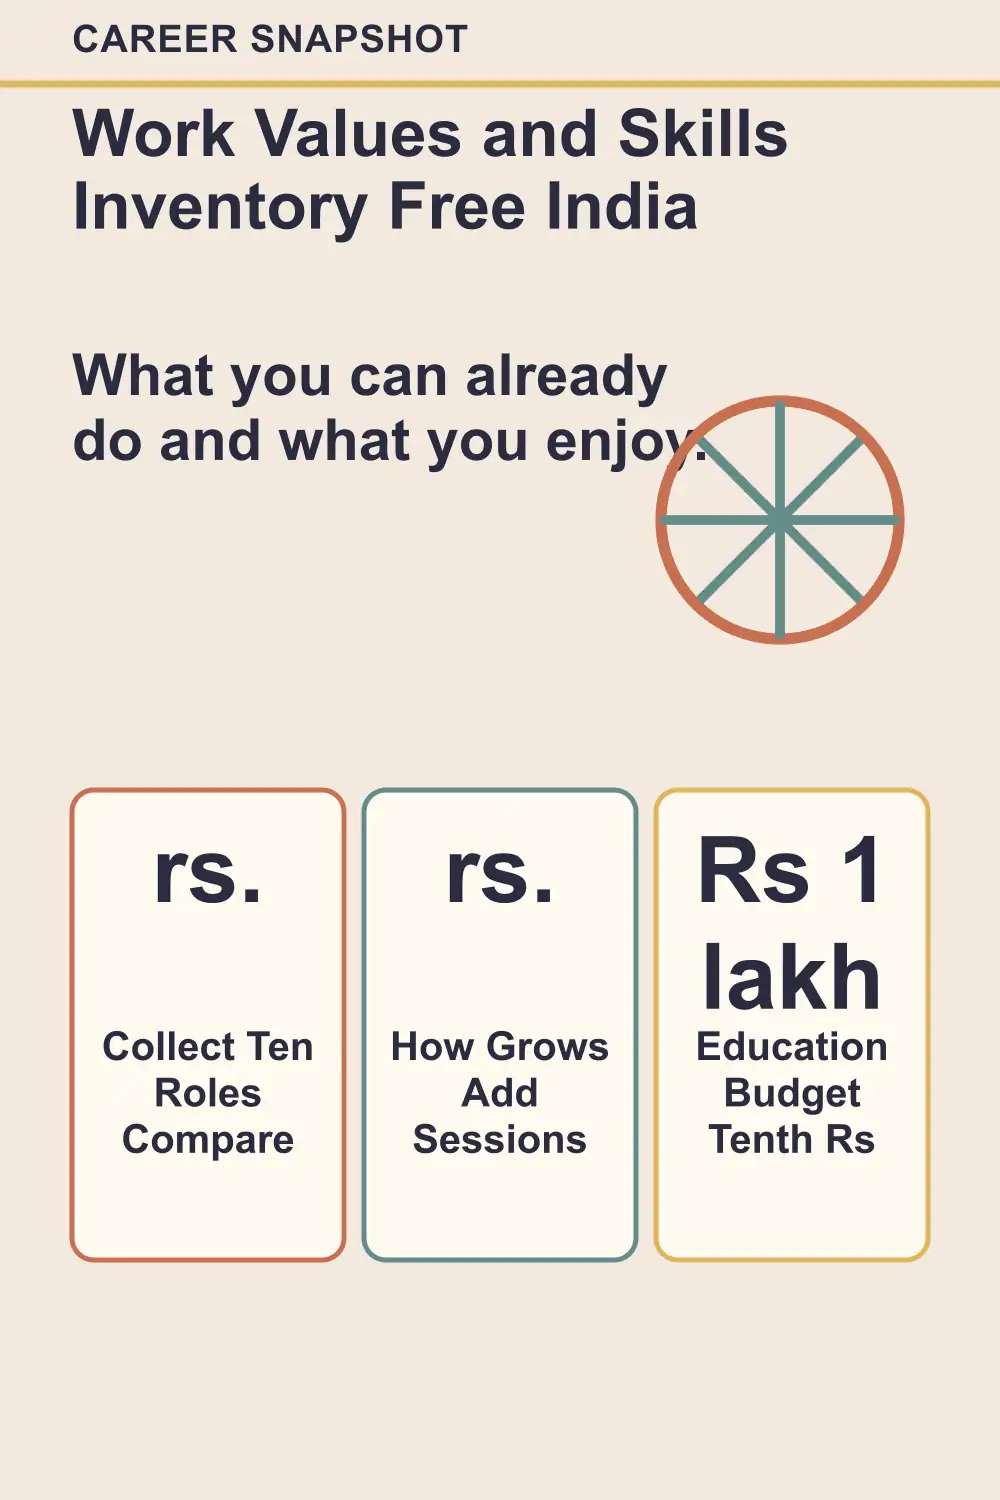 CAREER SNAPSHOT
Work Values and Skills
Inventory Free India
What you can already
do and what you enjoy.
rs.
Collect Ten
Roles
Compare
rs.
How Grows
Add
Sessions
Rs 1
lakh
Education
Budget
Tenth Rs